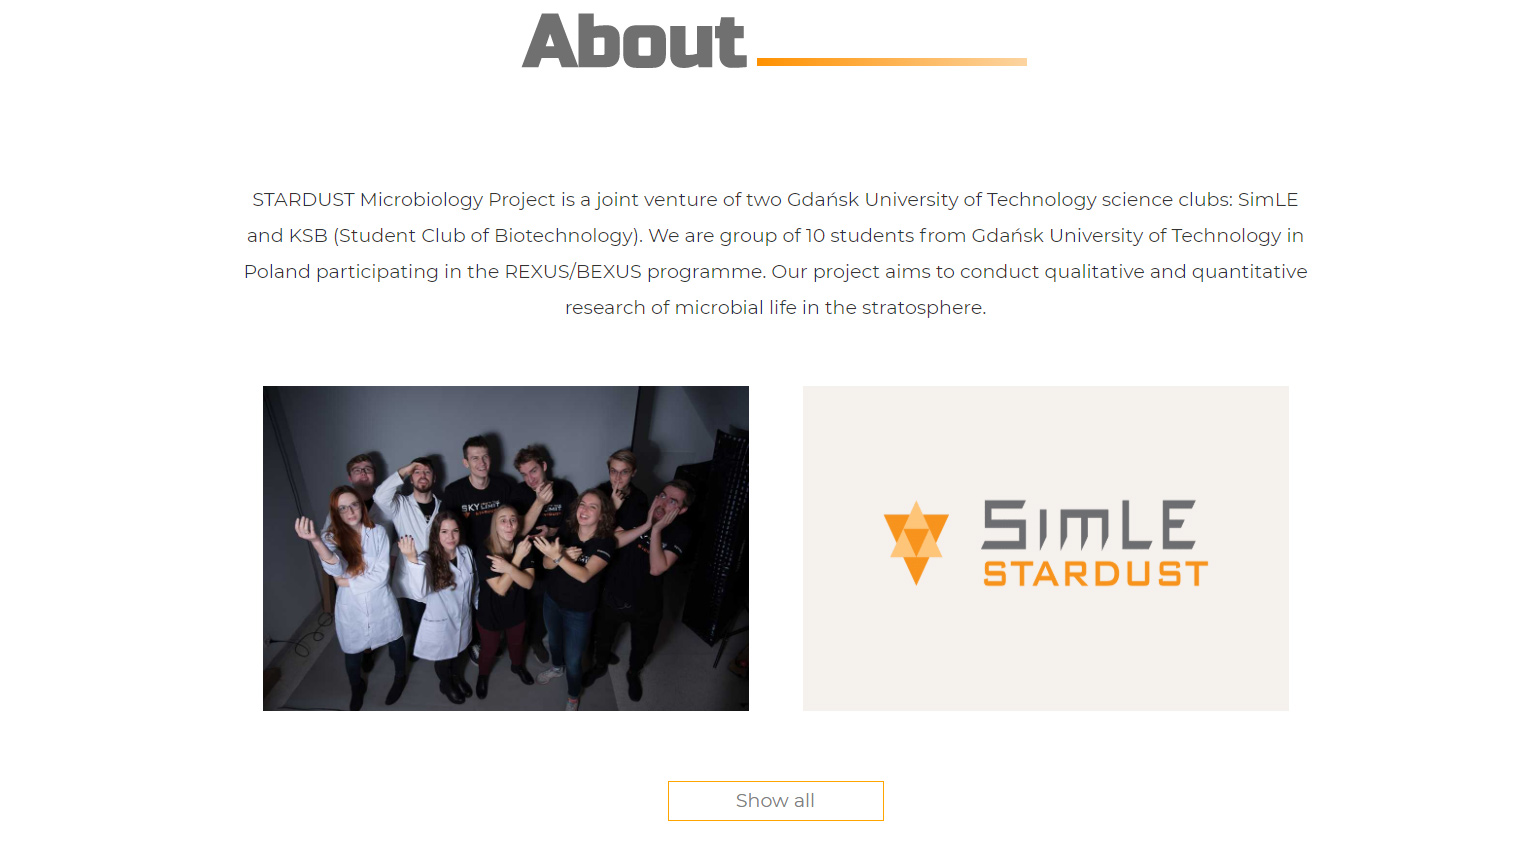 About
STARDUST Microbiology Project is a joint venture of two Gdańsk University of Technology science clubs: SimLE
and KSB (Student Club of Biotechnology). We are group of 10 students from Gdańsk University of Technology in
Poland participating in the REXUS/BEXUS programme. Our project aims to conduct qualitative and quantitative
research of microbial life in the stratosphere.
SKY
LIMIT
SimLE
STARDUST
Show all